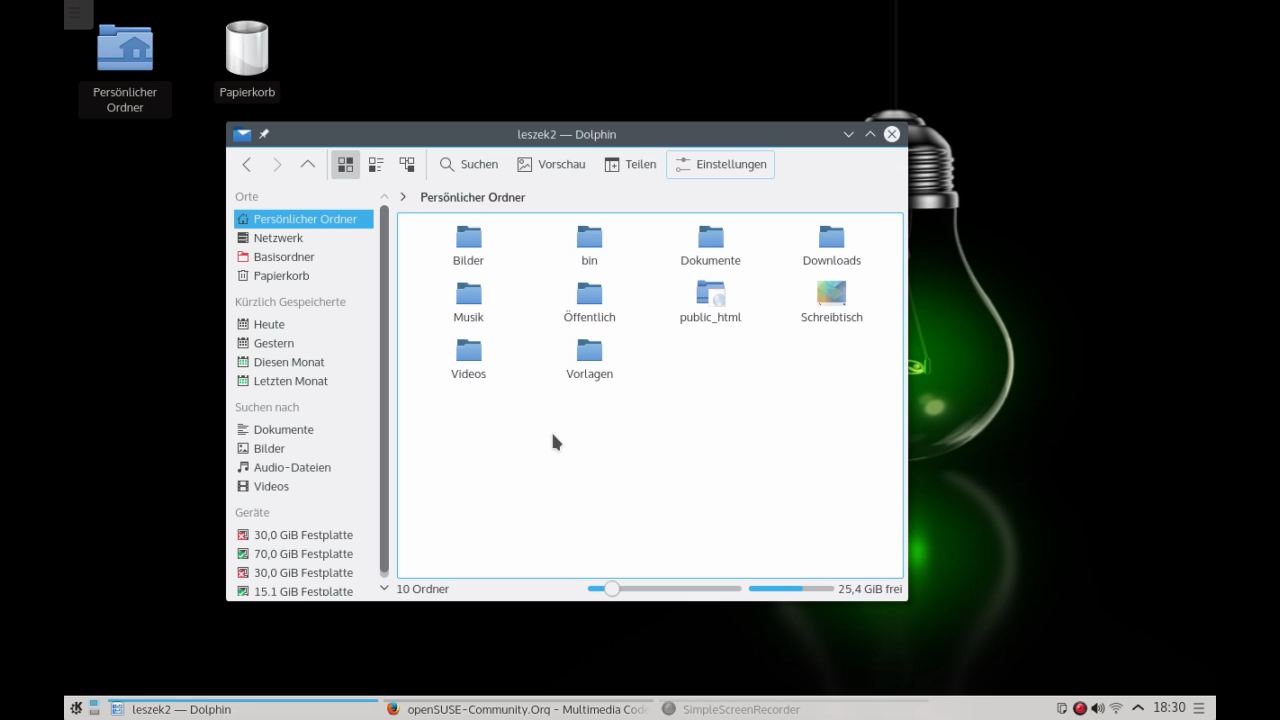 Persönlicher
Ordner
Papierkorb
leszek2 — Dolphin
Suchen
Vorschau
Teilen
Einstellungen
Orte
Persönlicher Ordner
Netzwerk
Basisordner
Papierkorb
Kürzlich Gespeicherte
Heute
Gestern
Diesen Monat
Letzten Monat
Suchen nach
Dokumente
Bilder
Audio-Dateien
Videos
Geräte
30,0 GiB Festplatte
70,0 GiB Festplatte
30,0 GiB Festplatte
15,1 GiB Festplatte
Persönlicher Ordner
Bilder
bin
Dokumente
Downloads
Musik
Öffentlich
public_html
Schreibtisch
Videos
Vorlagen
10 Ordner
25,4 GiB frei
leszek2 — Dolphin
openSUSE-Community.Org - Multimedia Cod
SimpleScreenRecorder
18:30